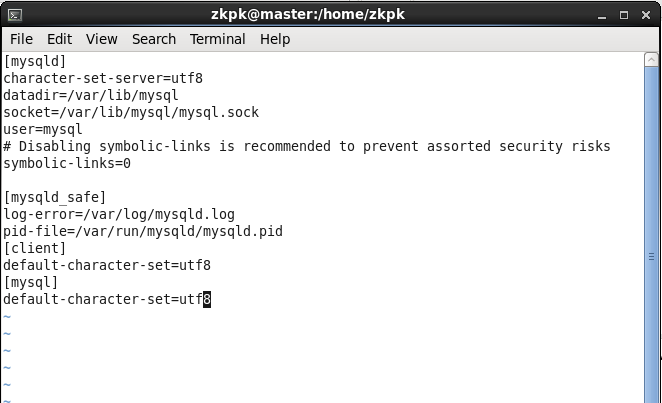 zkpk@master:/home/zkpk
File Edit View Search Terminal Help
[mysqld]
character-set-server=utf8
datadir=/var/lib/mysql
socket=/var/lib/mysql/mysql.sock
user=mysql
# Disabling symbolic-links is recommended to prevent assorted security risks
symbolic-links=0

[mysqld_safe]
log-error=/var/log/mysqld.log
pid-file=/var/run/mysqld/mysqld.pid
[client]
default-character-set=utf8
[mysql]
default-character-set=utf8
~
~
~
~
~
~